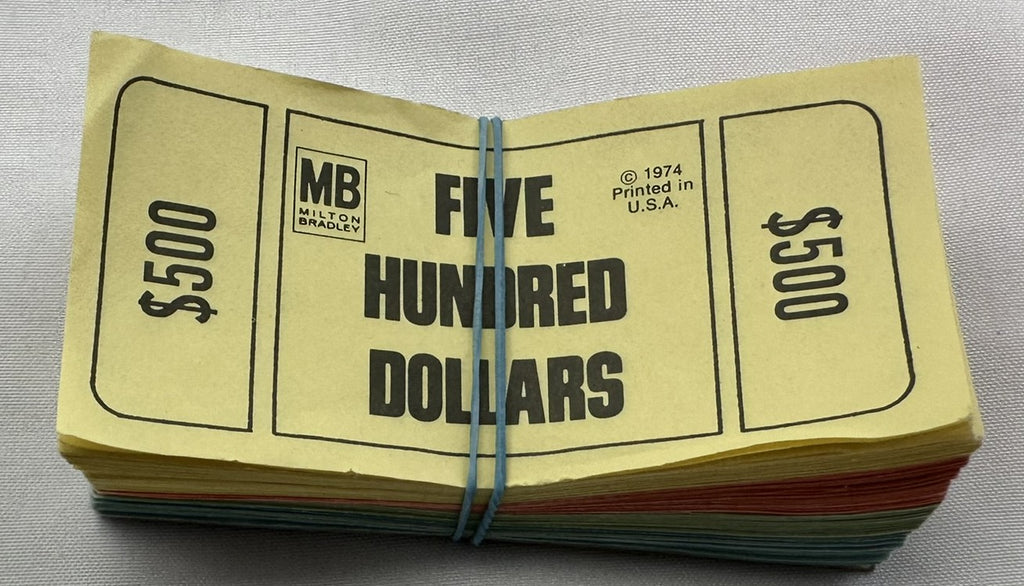 $500
MB
MILTON
BRADLEY
FIVE
HUNDRED
DOLLARS
© 1974
Printed in
U.S.A.
$500